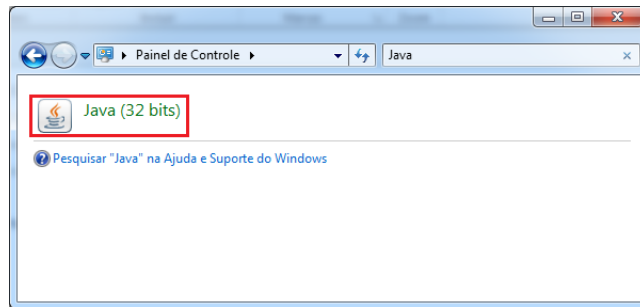 Painel de Controle
Java
Java (32 bits)
Pesquisar "Java" na Ajuda e Suporte do Windows